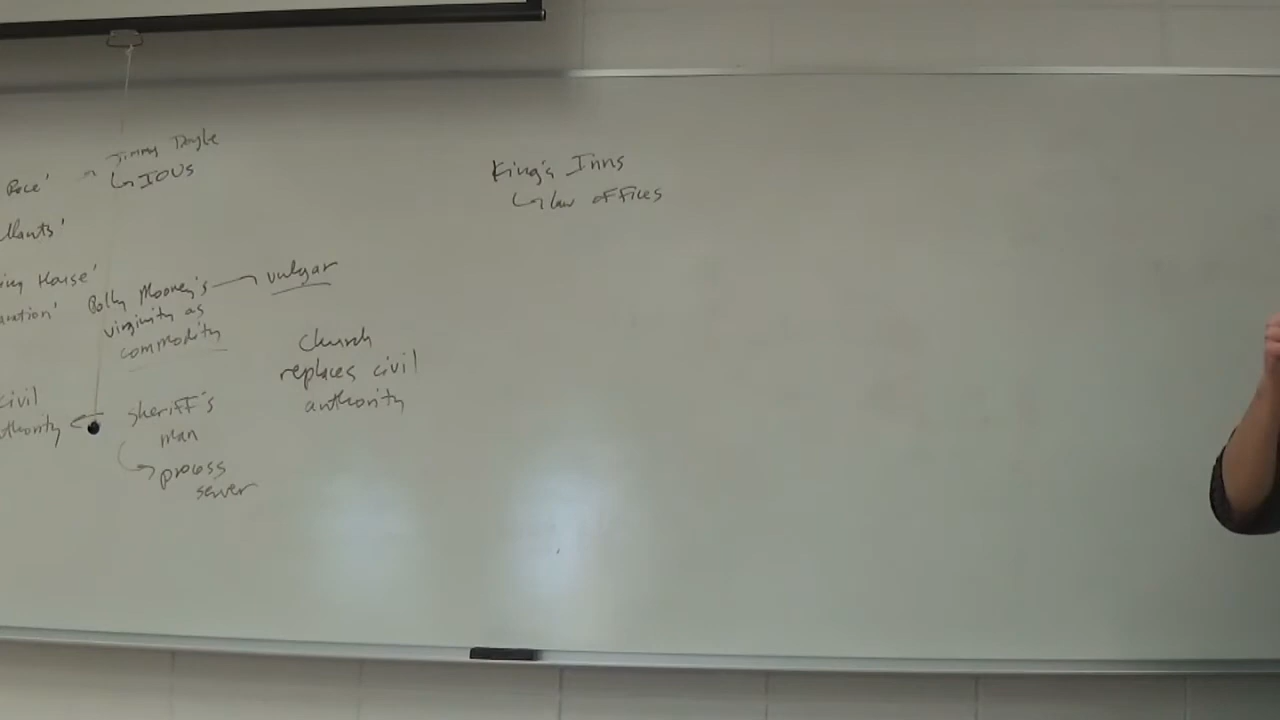 Jimmy Doyle
Race'
↳ IOUs
llants'
ing House'
aration'
Polly Mooney's — vulgar
virginity as
commodity
Church
replaces civil
authority
civil
thority
sheriff's
man
process
server
King's Inns
↳ law offices